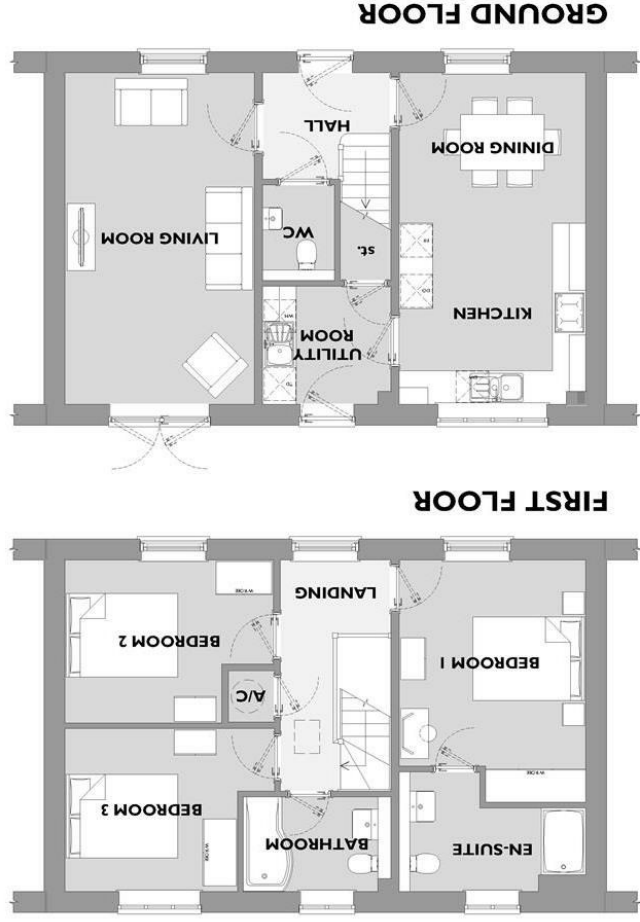 EN-SUITE
BATHROOM
BEDROOM 3
BEDROOM 1
A/C
BEDROOM 2
LANDING
FIRST FLOOR
KITCHEN
UTILITY
ROOM
st.
WC
LIVING ROOM
DINING ROOM
HALL
GROUND FLOOR